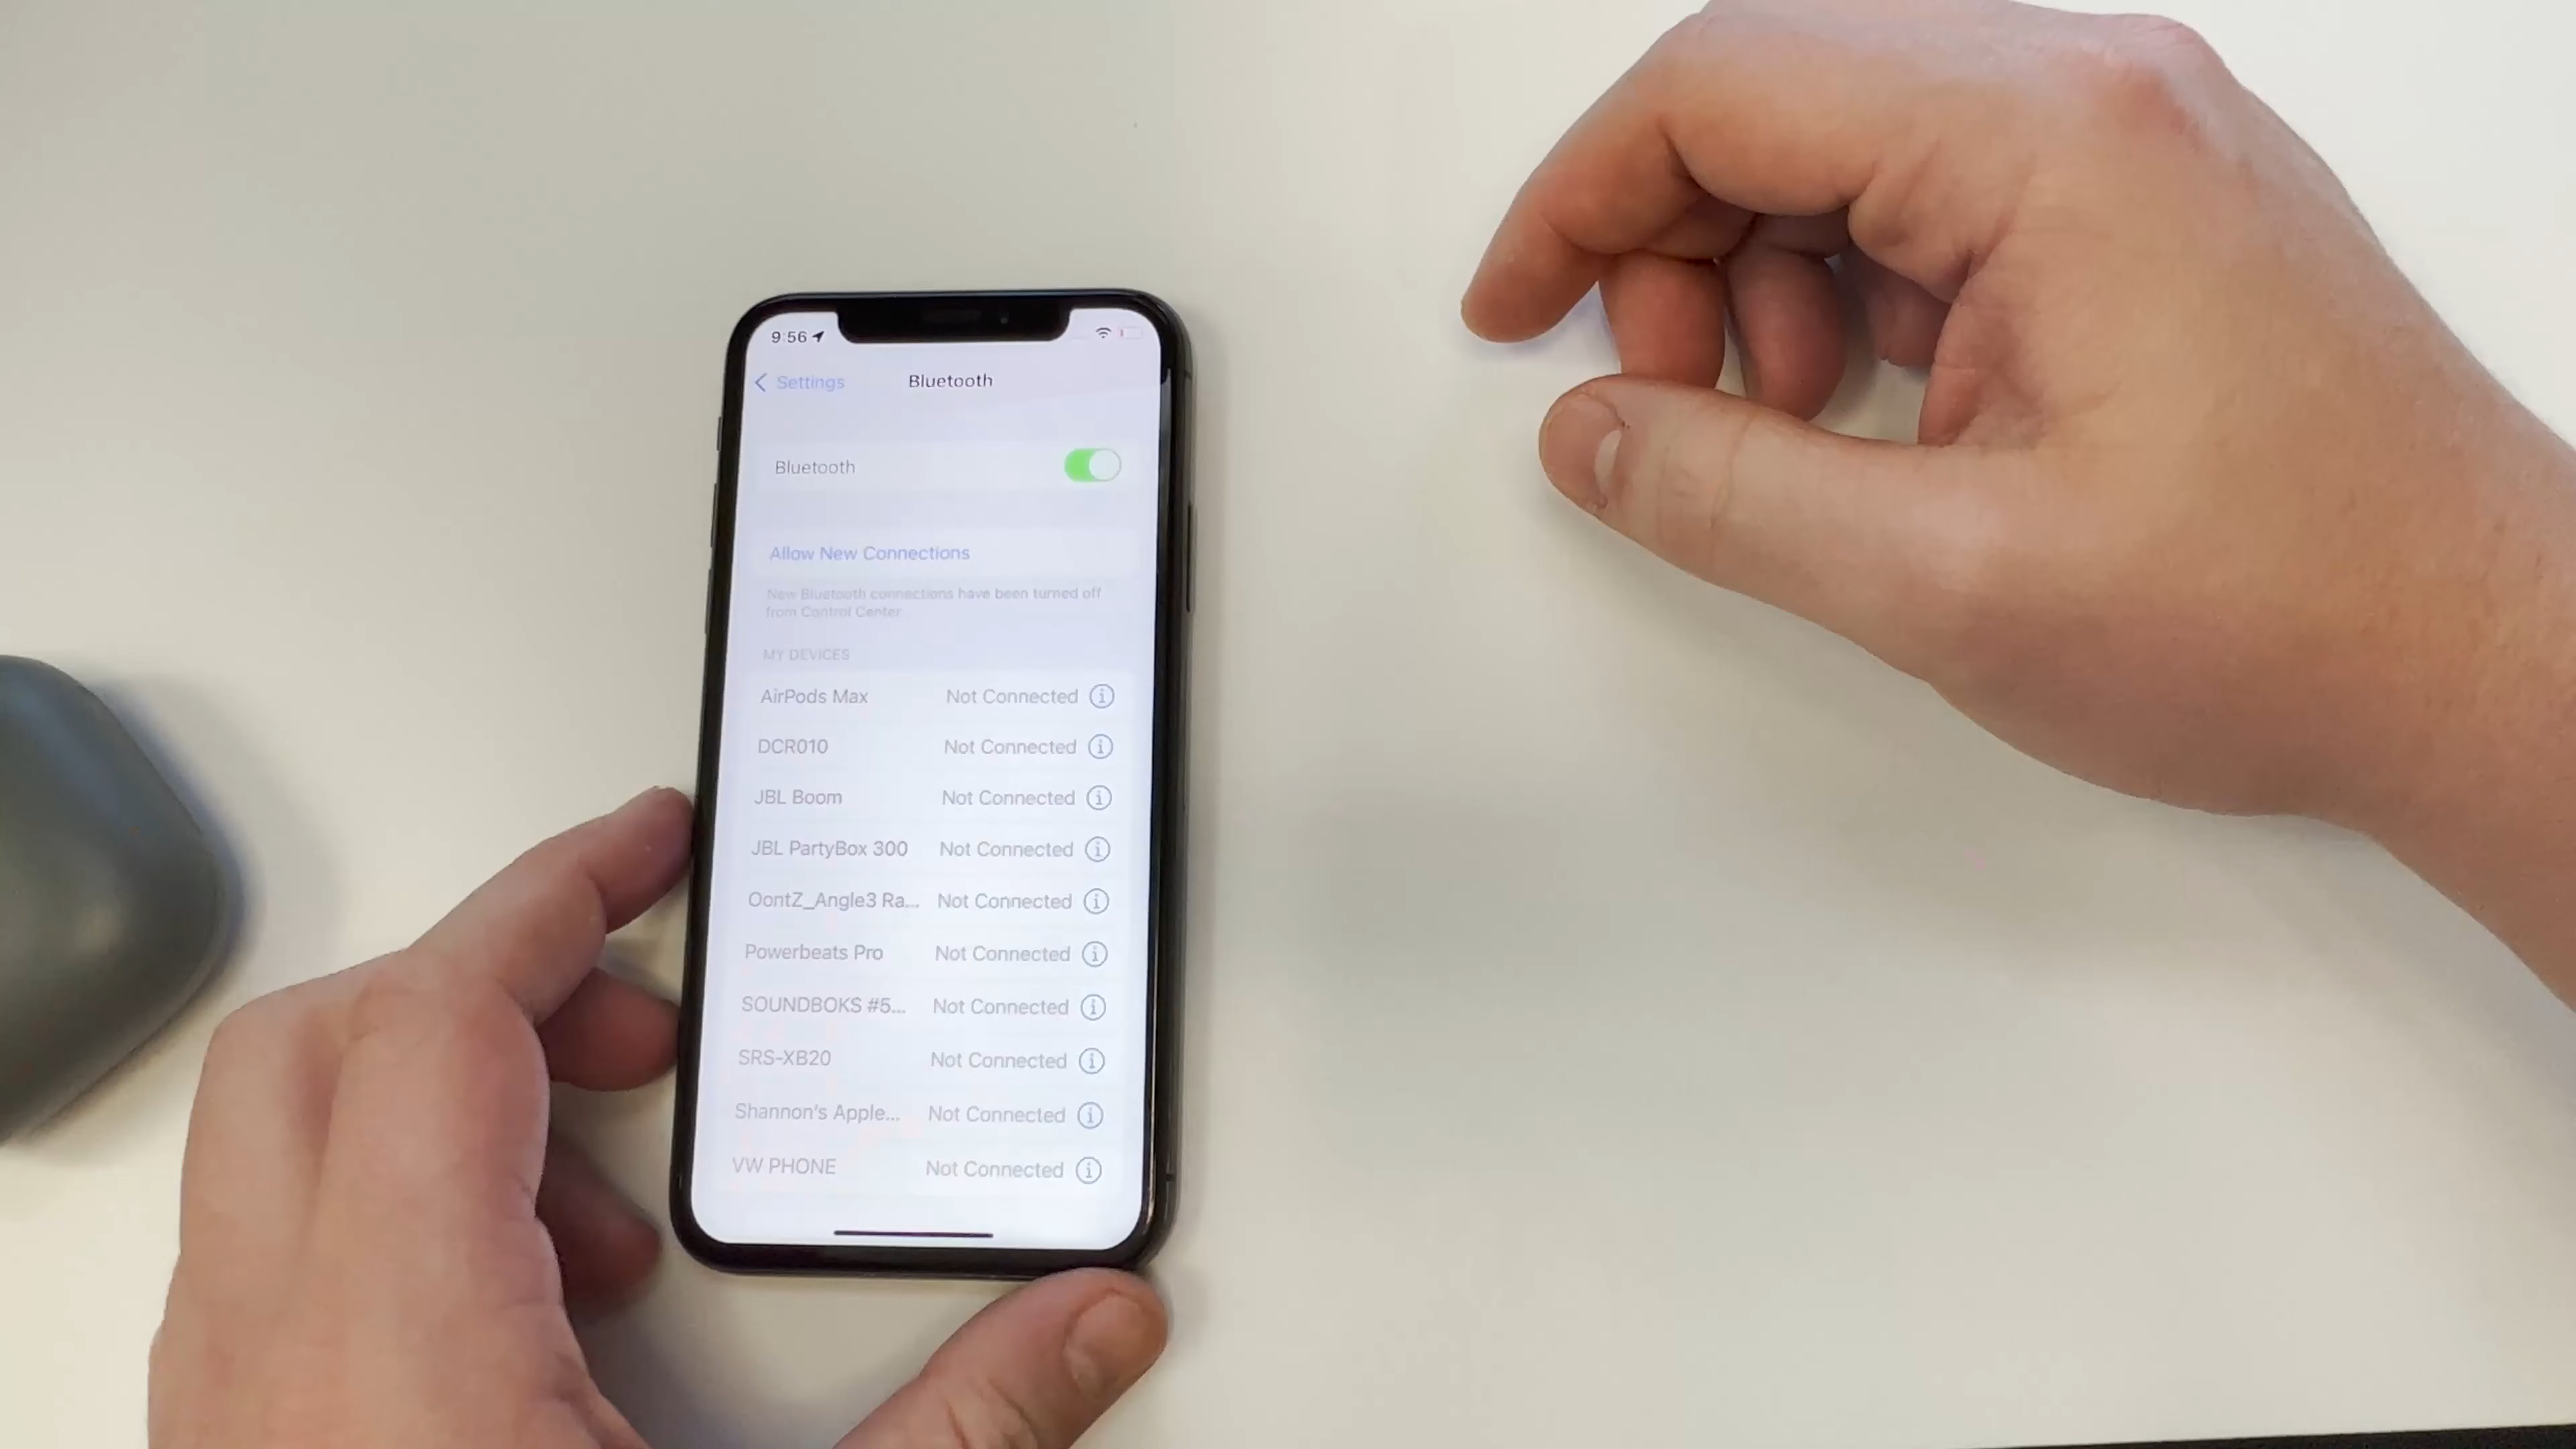 9:56
Settings
Bluetooth
Bluetooth
Allow New Connections
New Bluetooth connections have been turned off
from Control Center.
MY DEVICES
AirPods Max Not Connected
DCR010 Not Connected
JBL Boom Not Connected
JBL PartyBox 300 Not Connected
OontZ_Angle3 Ra... Not Connected
Powerbeats Pro Not Connected
SOUNDBOKS #5... Not Connected
SRS-XB20 Not Connected
Shannon's Apple... Not Connected
VW PHONE Not Connected